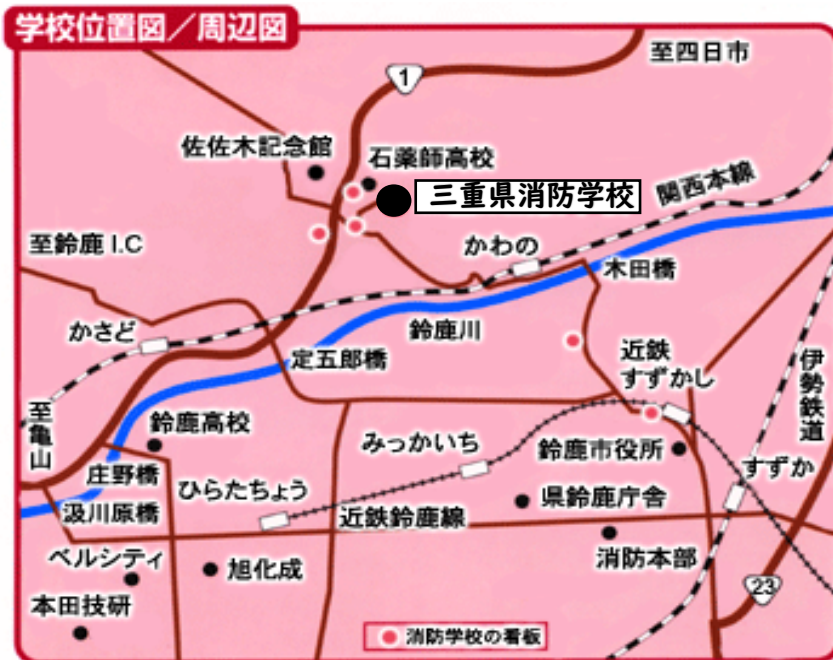 学校位置図／周辺図
至四日市
1
佐佐木記念館
石薬師高校
三重県消防学校
関西本線
至鈴鹿I.C
かわの
木田橋
かさど
鈴鹿川
定五郎橋
近鉄
すずかし
伊勢鉄道
至亀山
鈴鹿高校
みっかいち
鈴鹿市役所
庄野橋
ひらたちょう
すずか
汲川原橋
近鉄鈴鹿線
県鈴鹿庁舎
ベルシティ
旭化成
消防本部
本田技研
23
消防学校の看板